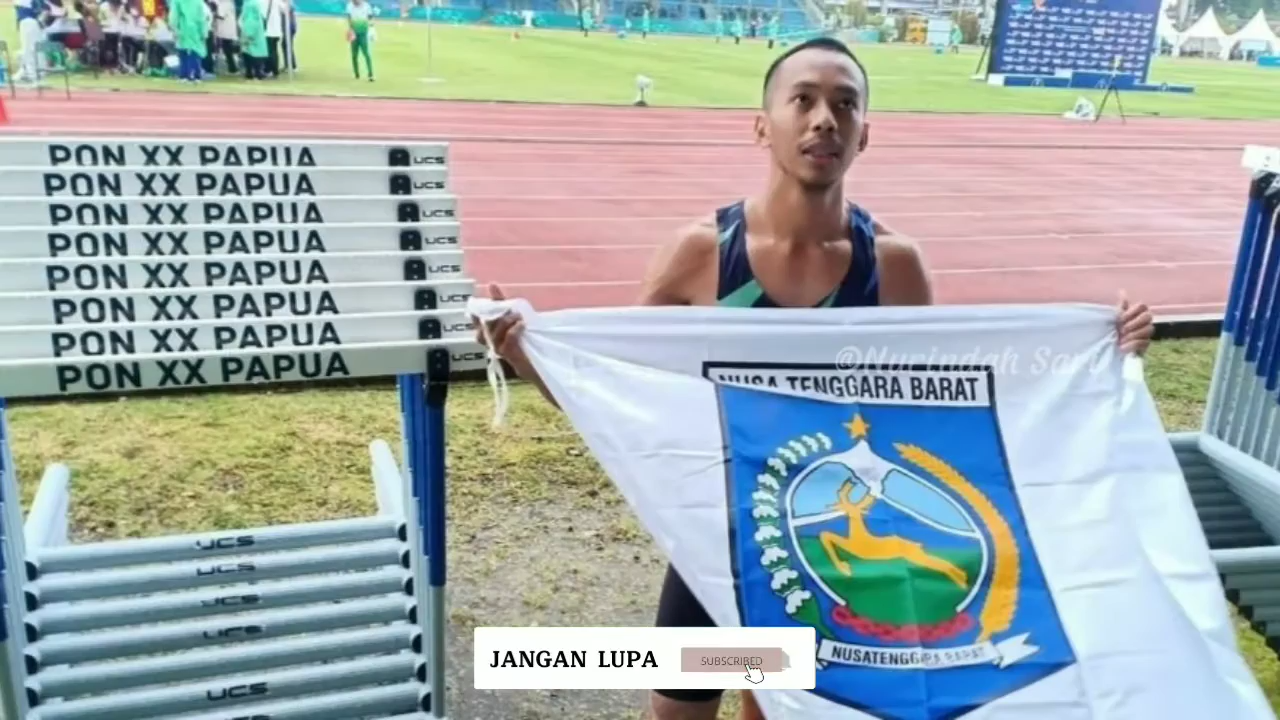 PON XX PAPUA UCS
PON XX PAPUA UCS
PON XX PAPUA UCS
PON XX PAPUA UCS
PON XX PAPUA UCS
PON XX PAPUA UCS
PON XX PAPUA UCS
PON XX PAPUA UCS
@Nurindah Sari
NUSA TENGGARA BARAT
NUSATENGGARA BARAT
UCS
UCS
UCS
UCS
UCS
UCS
JANGAN LUPA SUBSCRIBED